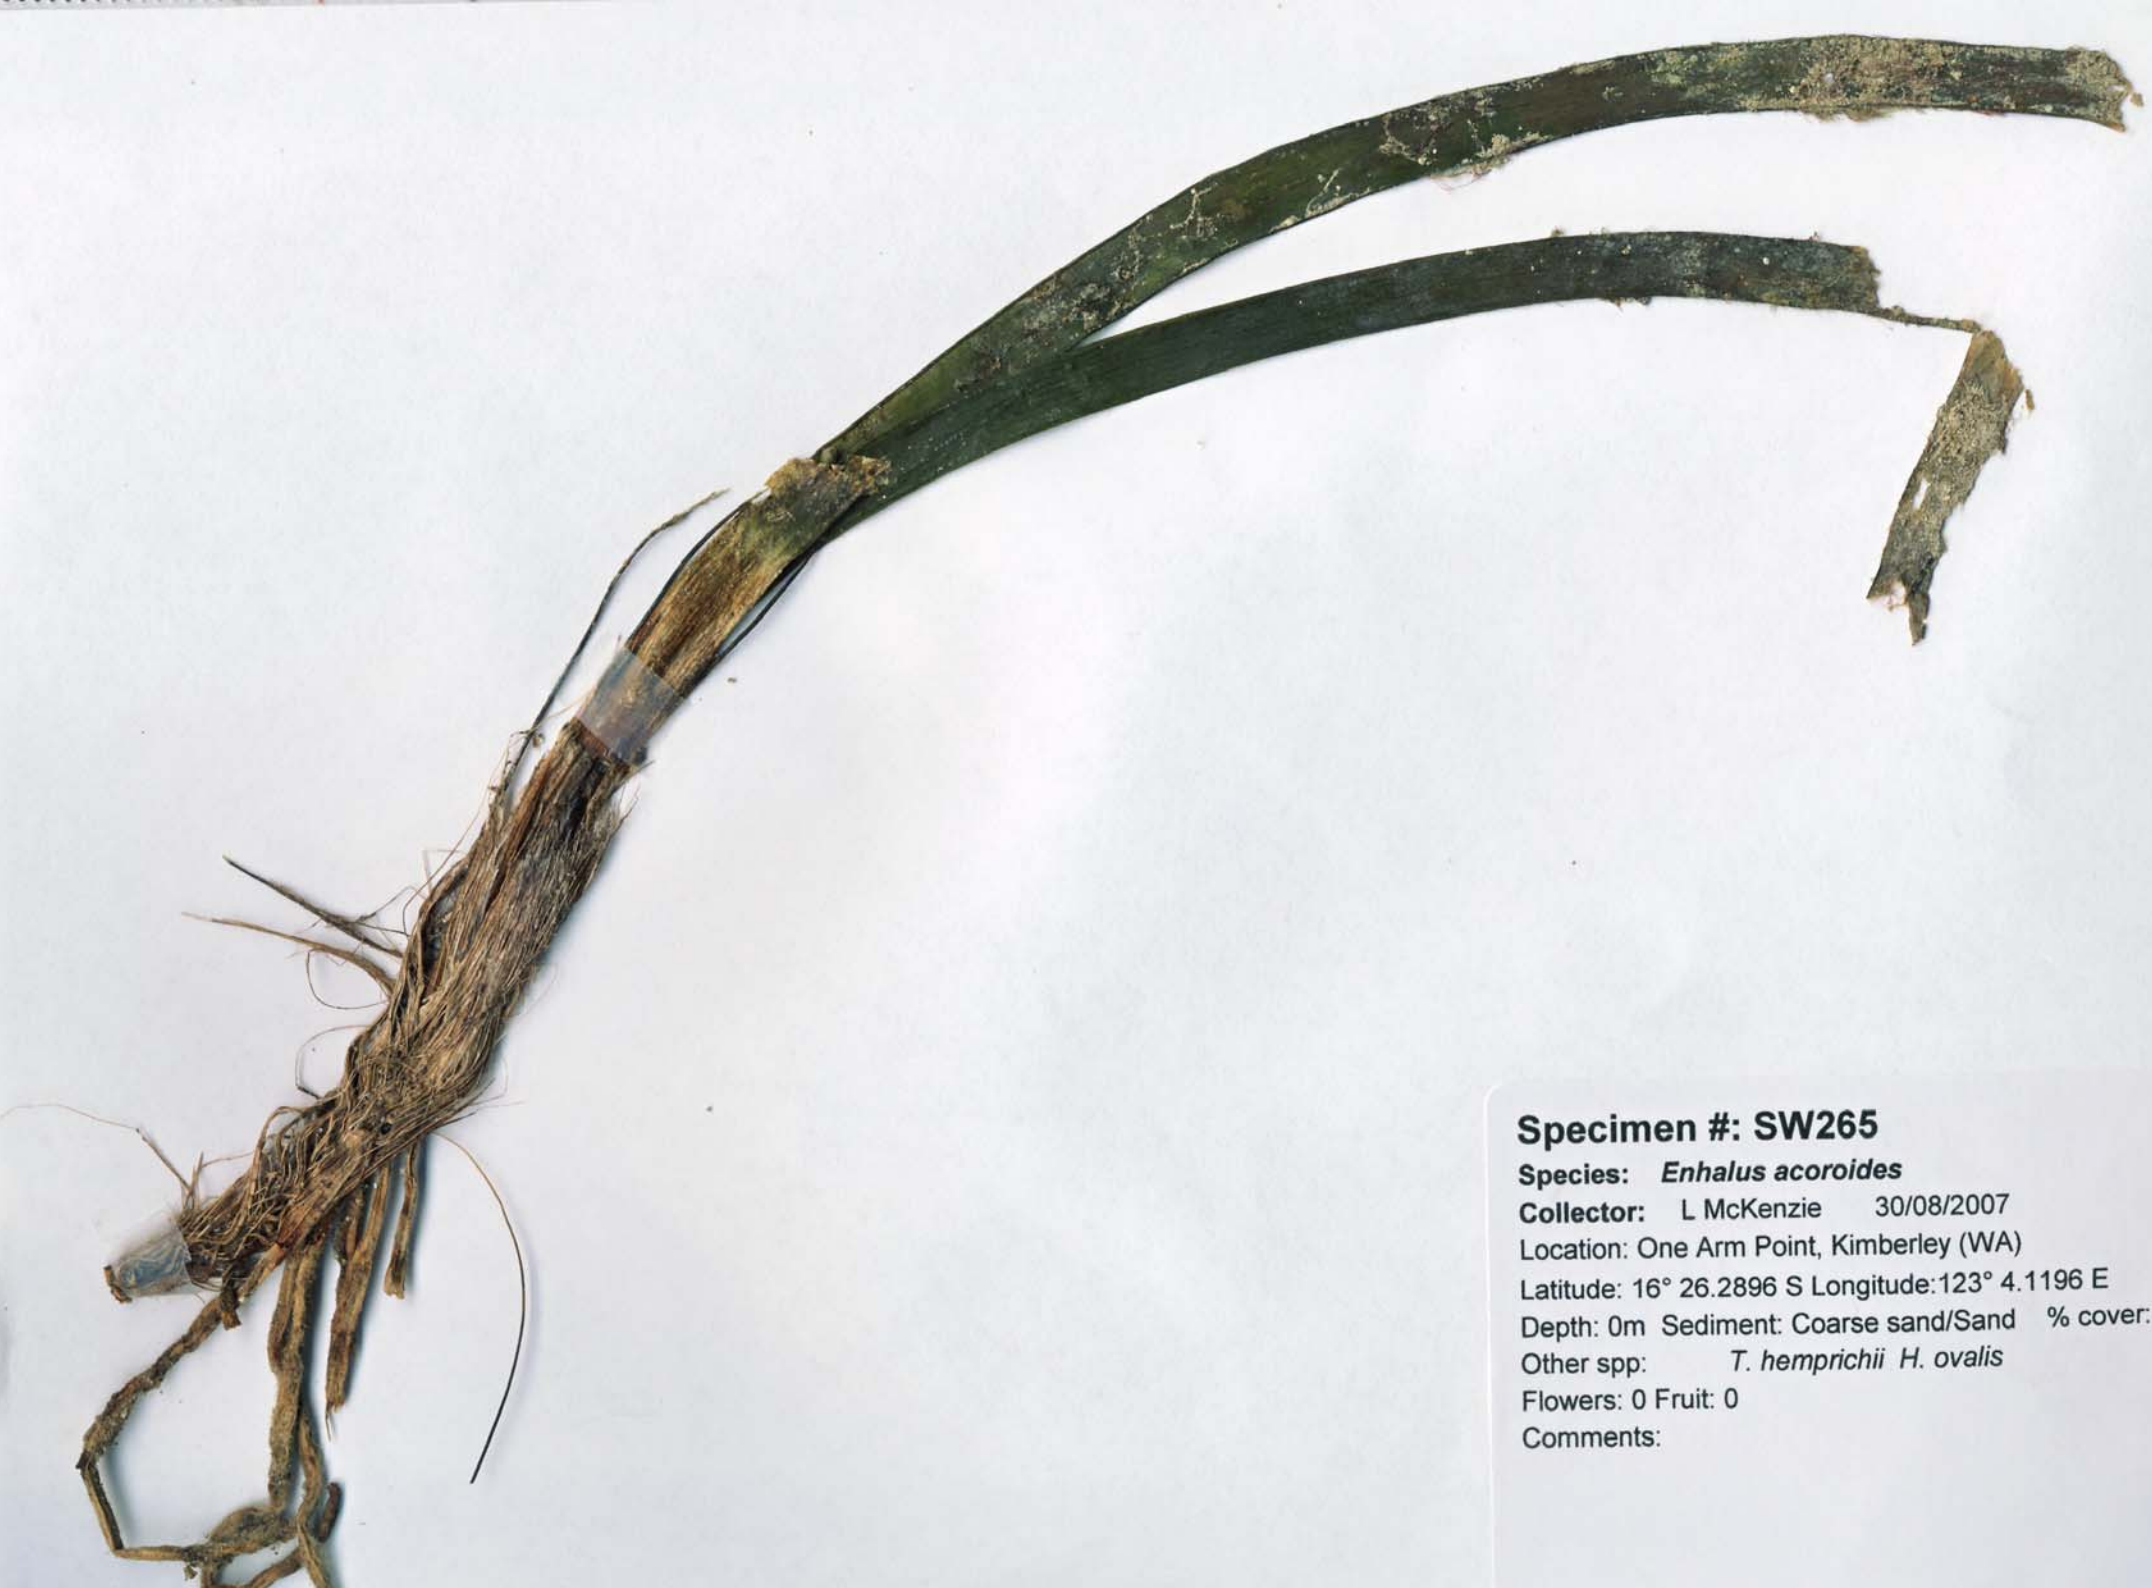 Specimen #: SW265
Species: Enhalus acoroides
Collector: L McKenzie 30/08/2007
Location: One Arm Point, Kimberley (WA)
Latitude: 16° 26.2896 S Longitude:123° 4.1196 E
Depth: 0m Sediment: Coarse sand/Sand % cover:
Other spp: T. hemprichii H. ovalis
Flowers: 0 Fruit: 0
Comments: